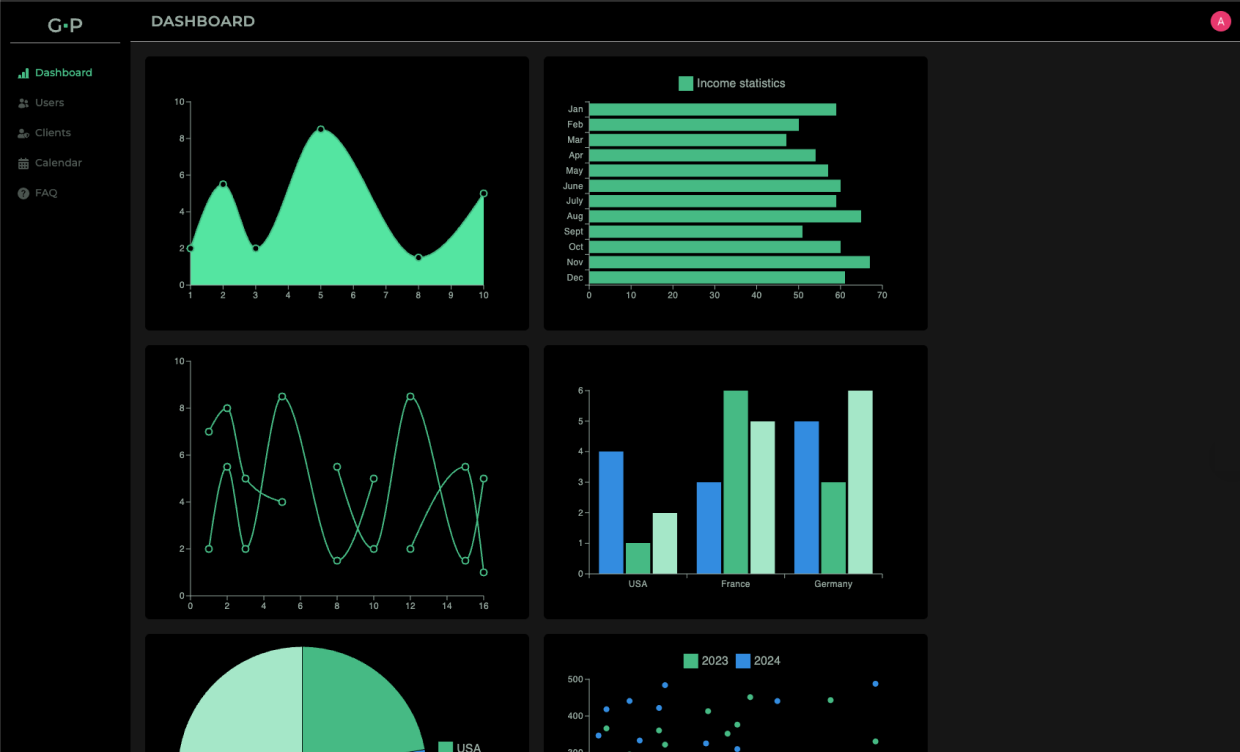 G·P
DASHBOARD
A
Dashboard
Users
Clients
Calendar
FAQ
10
8
6
4
2
0
1 2 3 4 5 6 7 8 9 10
Income statistics
Jan
Feb
Mar
Apr
May
June
July
Aug
Sept
Oct
Nov
Dec
0 10 20 30 40 50 60 70
10
8
6
4
2
0
0 2 4 6 8 10 12 14 16
6
5
4
3
2
1
0
USA France Germany
USA
2023 2024
500
400
300